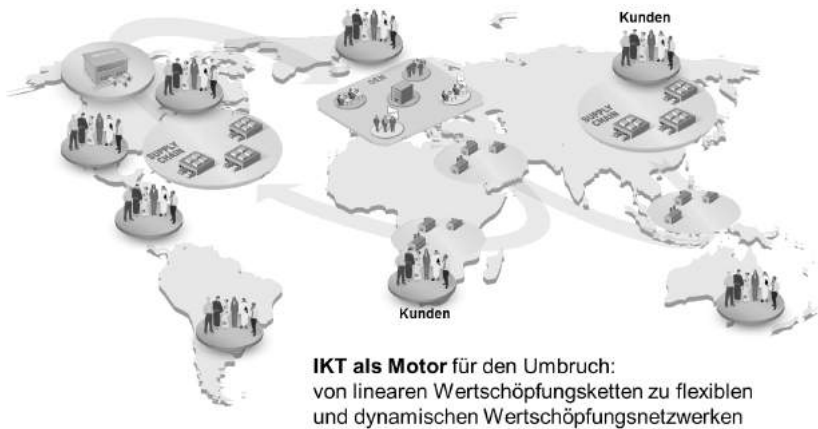 Kunden
OEM
SUPPLY
CHAIN
SUPPLY
CHAIN
Kunden
IKT als Motor für den Umbruch:
von linearen Wertschöpfungsketten zu flexiblen
und dynamischen Wertschöpfungsnetzwerken